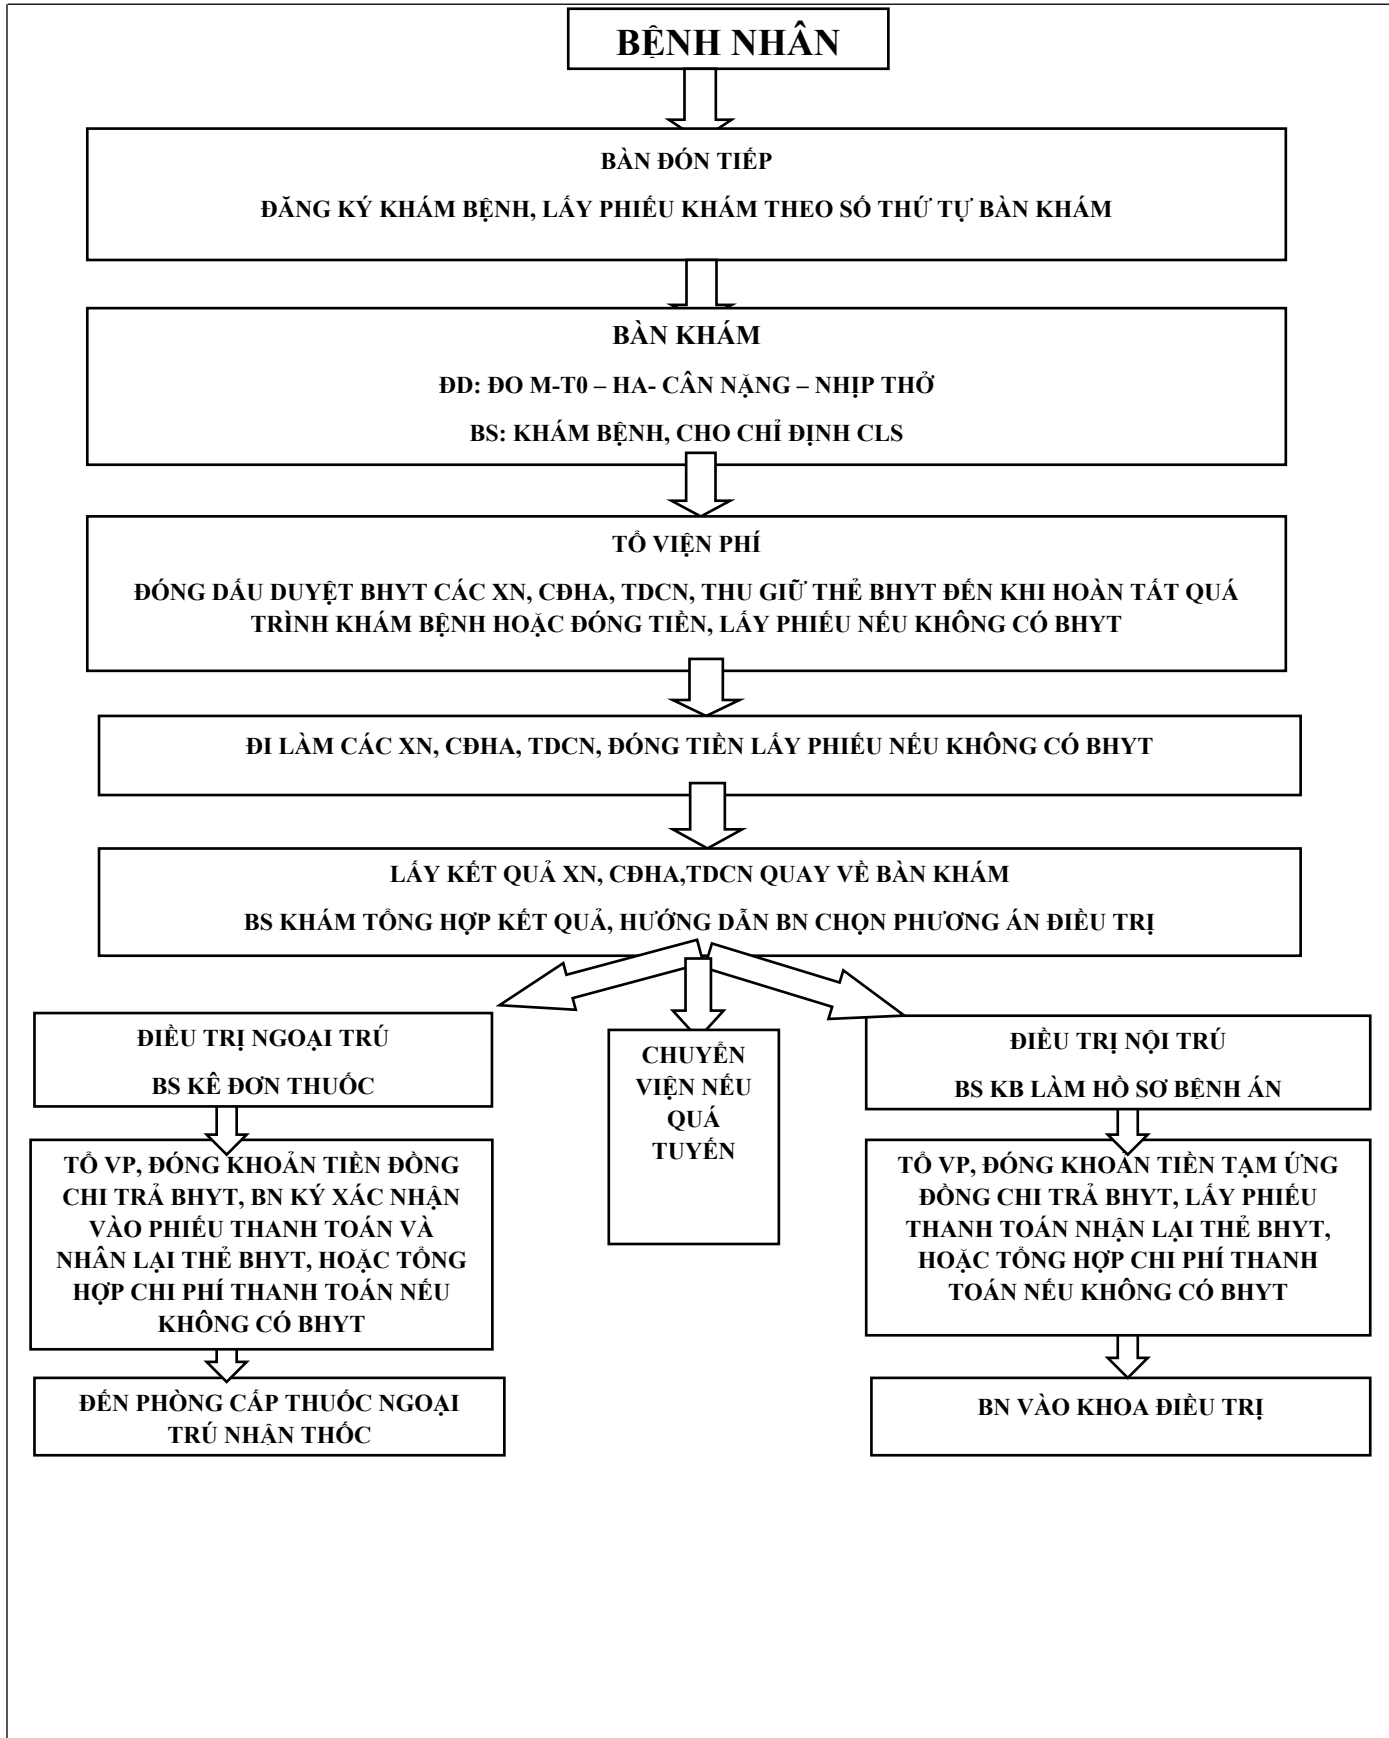 BỆNH NHÂN
BÀN ĐÓN TIẾP
ĐĂNG KÝ KHÁM BỆNH, LẤY PHIẾU KHÁM THEO SỐ THỨ TỰ BÀN KHÁM
BÀN KHÁM
ĐD: ĐO M-T0 – HA- CÂN NẶNG – NHỊP THỞ
BS: KHÁM BỆNH, CHO CHỈ ĐỊNH CLS
TỔ VIỆN PHÍ
ĐÓNG DẤU DUYỆT BHYT CÁC XN, CĐHA, TDCN, THU GIỮ THẺ BHYT ĐẾN KHI HOÀN TẤT QUÁ
TRÌNH KHÁM BỆNH HOẶC ĐÓNG TIỀN, LẤY PHIẾU NẾU KHÔNG CÓ BHYT
ĐI LÀM CÁC XN, CĐHA, TDCN, ĐÓNG TIỀN LẤY PHIẾU NẾU KHÔNG CÓ BHYT
LẤY KẾT QUẢ XN, CĐHA,TDCN QUAY VỀ BÀN KHÁM
BS KHÁM TỔNG HỢP KẾT QUẢ, HƯỚNG DẪN BN CHỌN PHƯƠNG ÁN ĐIỀU TRỊ
ĐIỀU TRỊ NGOẠI TRÚ
BS KÊ ĐƠN THUỐC
TỔ VP, ĐÓNG KHOẢN TIỀN ĐỒNG
CHI TRẢ BHYT, BN KÝ XÁC NHẬN
VÀO PHIẾU THANH TOÁN VÀ
NHÂN LẠI THẺ BHYT, HOẶC TỔNG
HỢP CHI PHÍ THANH TOÁN NẾU
KHÔNG CÓ BHYT
ĐẾN PHÒNG CẤP THUỐC NGOẠI
TRÚ NHẬN THỐC
CHUYỂN
VIỆN NẾU
QUÁ
TUYẾN
ĐIỀU TRỊ NỘI TRÚ
BS KB LÀM HỒ SƠ BỆNH ÁN
TỔ VP, ĐÓNG KHOẢN TIỀN TẠM ỨNG
ĐỒNG CHI TRẢ BHYT, LẤY PHIẾU
THANH TOÁN NHẬN LẠI THẺ BHYT,
HOẶC TỔNG HỢP CHI PHÍ THANH
TOÁN NẾU KHÔNG CÓ BHYT
BN VÀO KHOA ĐIỀU TRỊ